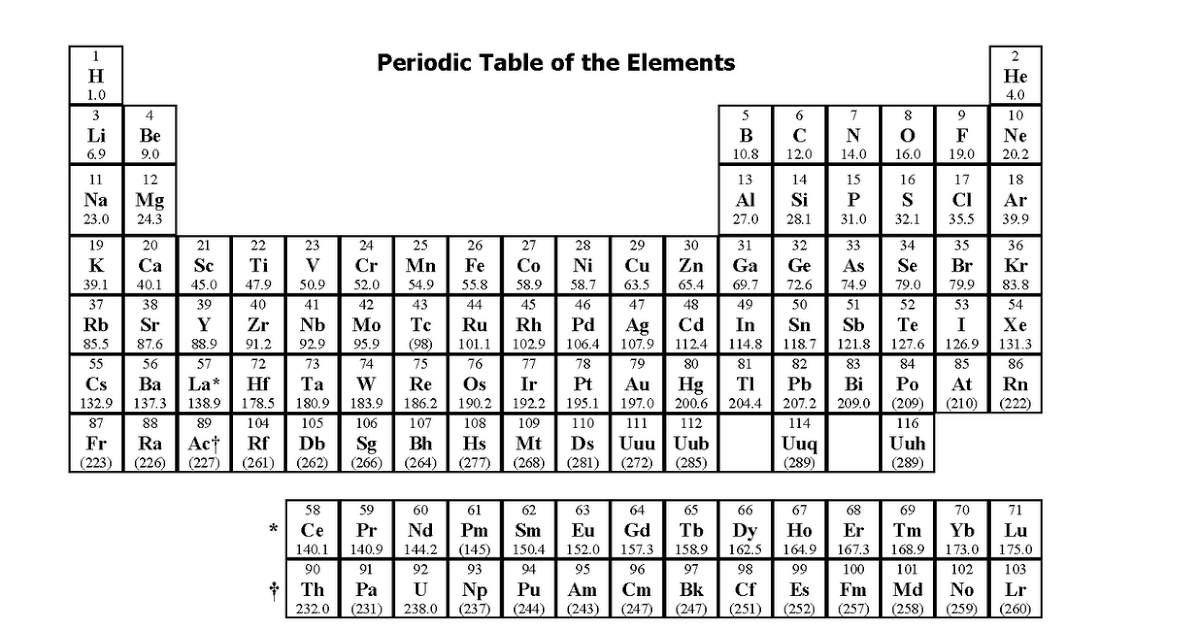 Periodic Table of the Elements
1 2
H He
1.0 4.0
3 4 5 6 7 8 9 10
Li Be B C N O F Ne
6.9 9.0 10.8 12.0 14.0 16.0 19.0 20.2
11 12 13 14 15 16 17 18
Na Mg Al Si P S Cl Ar
23.0 24.3 27.0 28.1 31.0 32.1 35.5 39.9
19 20 21 22 23 24 25 26 27 28 29 30 31 32 33 34 35 36
K Ca Sc Ti V Cr Mn Fe Co Ni Cu Zn Ga Ge As Se Br Kr
39.1 40.1 45.0 47.9 50.9 52.0 54.9 55.8 58.9 58.7 63.5 65.4 69.7 72.6 74.9 79.0 79.9 83.8
37 38 39 40 41 42 43 44 45 46 47 48 49 50 51 52 53 54
Rb Sr Y Zr Nb Mo Tc Ru Rh Pd Ag Cd In Sn Sb Te I Xe
85.5 87.6 88.9 91.2 92.9 95.9 (98) 101.1 102.9 106.4 107.9 112.4 114.8 118.7 121.8 127.6 126.9 131.3
55 56 57 72 73 74 75 76 77 78 79 80 81 82 83 84 85 86
Cs Ba La* Hf Ta W Re Os Ir Pt Au Hg Tl Pb Bi Po At Rn
132.9 137.3 138.9 178.5 180.9 183.9 186.2 190.2 192.2 195.1 197.0 200.6 204.4 207.2 209.0 (209) (210) (222)
87 88 89 104 105 106 107 108 109 110 111 112 114 116
Fr Ra Ac† Rf Db Sg Bh Hs Mt Ds Uuu Uub Uuq Uuh
(223) (226) (227) (261) (262) (266) (264) (277) (268) (281) (272) (285) (289) (289)
58 59 60 61 62 63 64 65 66 67 68 69 70 71
* Ce Pr Nd Pm Sm Eu Gd Tb Dy Ho Er Tm Yb Lu
140.1 140.9 144.2 (145) 150.4 152.0 157.3 158.9 162.5 164.9 167.3 168.9 173.0 175.0
90 91 92 93 94 95 96 97 98 99 100 101 102 103
† Th Pa U Np Pu Am Cm Bk Cf Es Fm Md No Lr
232.0 (231) 238.0 (237) (244) (243) (247) (247) (251) (252) (257) (258) (259) (260)